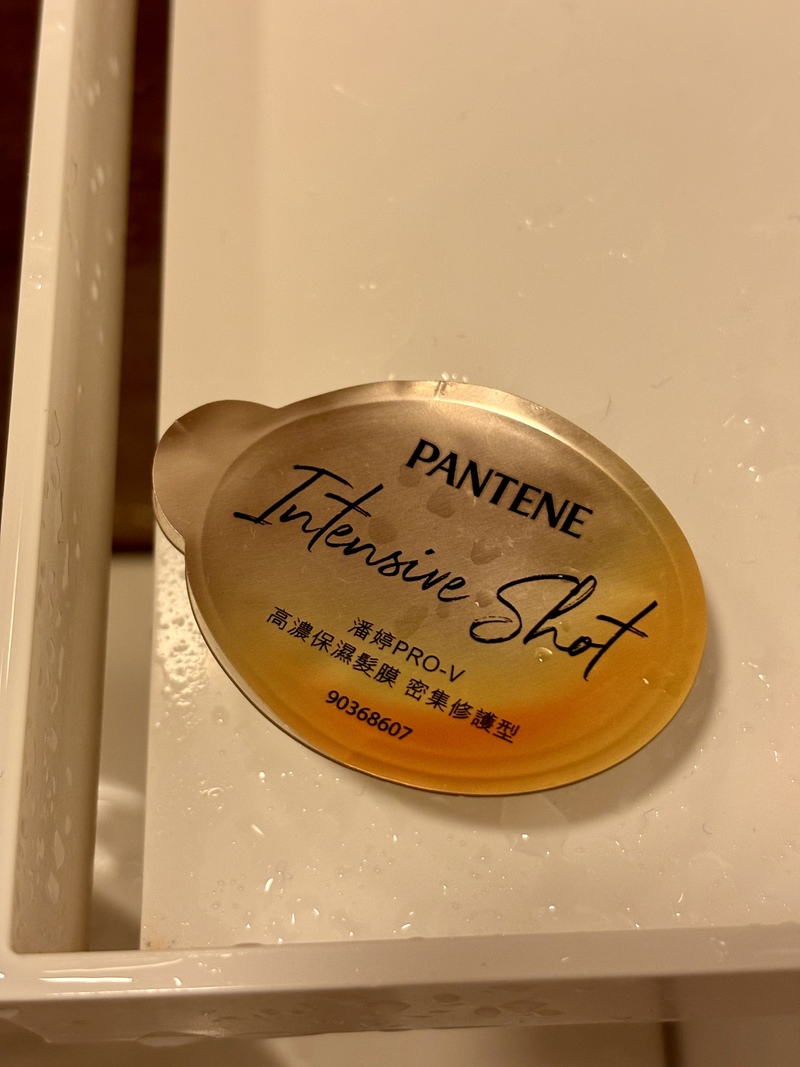 PANTENE
Intensive Shot
潘婷PRO-V
高濃保濕髮膜 密集修護型
90368607